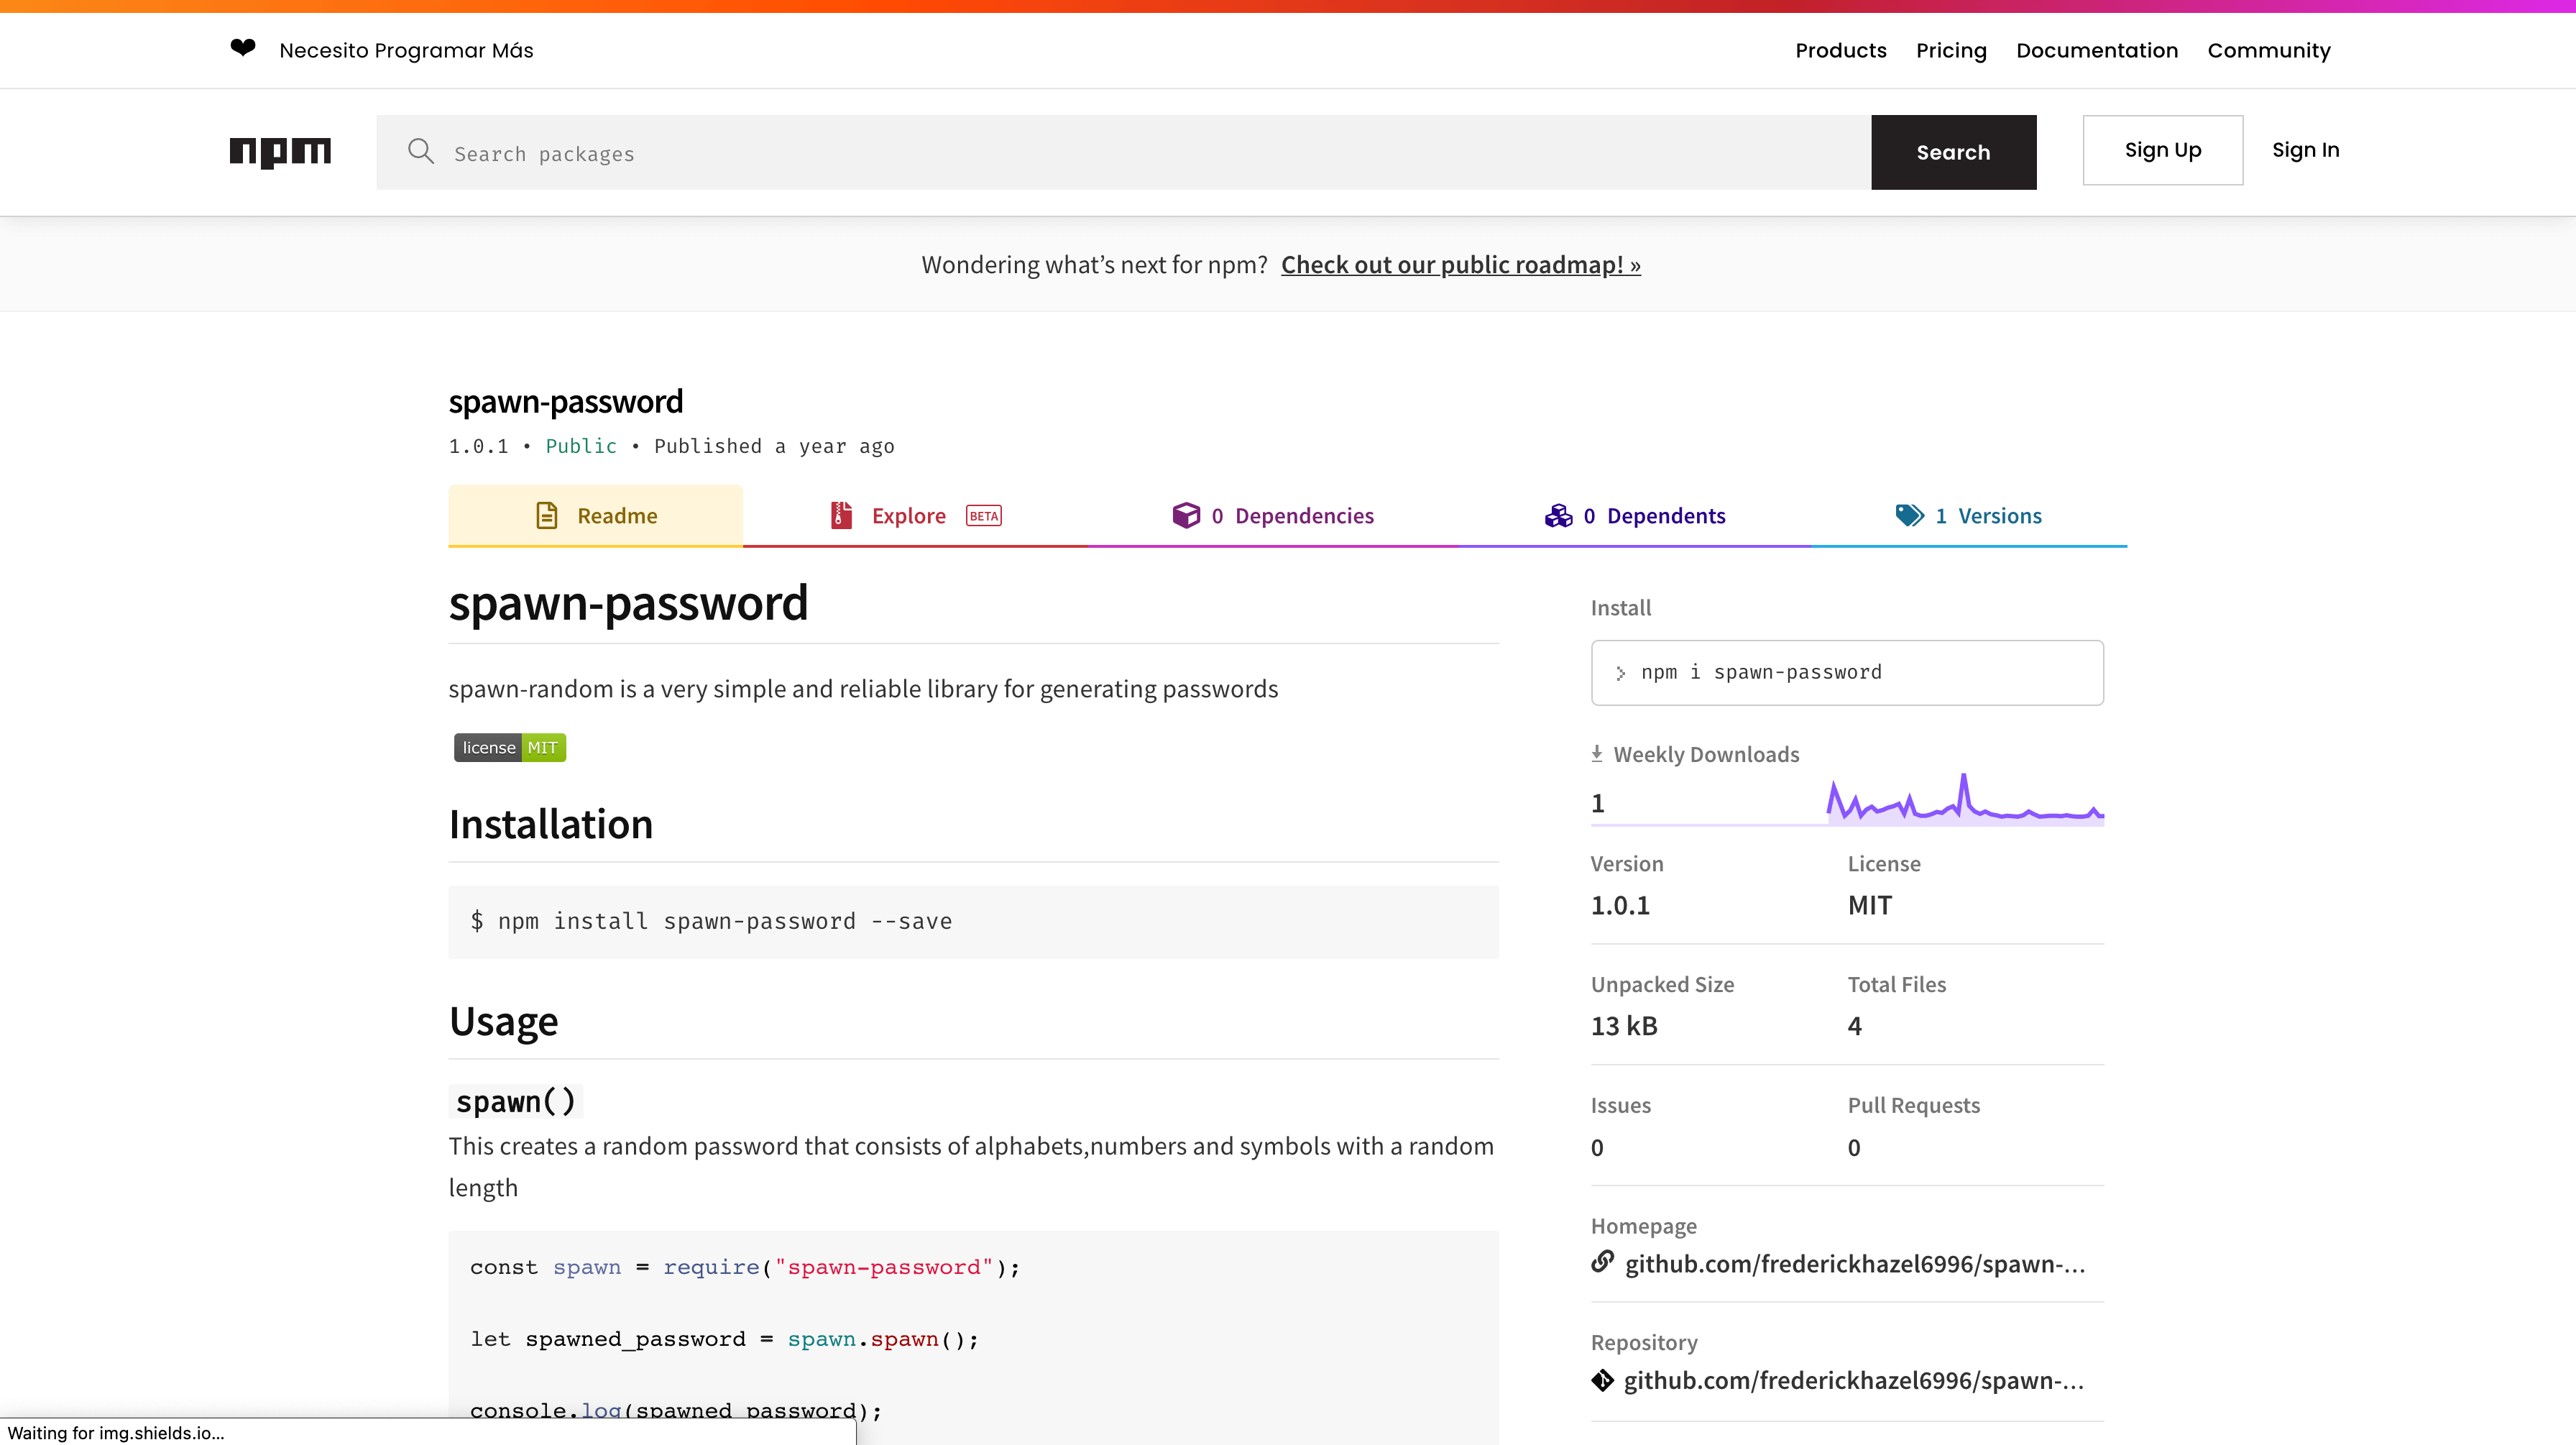 ❤ Necesito Programar Más
Products Pricing Documentation Community
npm
Search packages
Search
Sign Up
Sign In
Wondering what’s next for npm? Check out our public roadmap! »
spawn-password
1.0.1 • Public • Published a year ago
Readme
Explore BETA
0 Dependencies
0 Dependents
1 Versions
spawn-password
spawn-random is a very simple and reliable library for generating passwords
license MIT
Installation
$ npm install spawn-password --save
Usage
spawn()
This creates a random password that consists of alphabets,numbers and symbols with a random
length
const spawn = require("spawn-password");
let spawned_password = spawn.spawn();
console.log(spawned_password);
Install
npm i spawn-password
Weekly Downloads
1
Version
1.0.1
License
MIT
Unpacked Size
13 kB
Total Files
4
Issues
0
Pull Requests
0
Homepage
github.com/frederickhazel6996/spawn-...
Repository
github.com/frederickhazel6996/spawn-...
Waiting for img.shields.io...